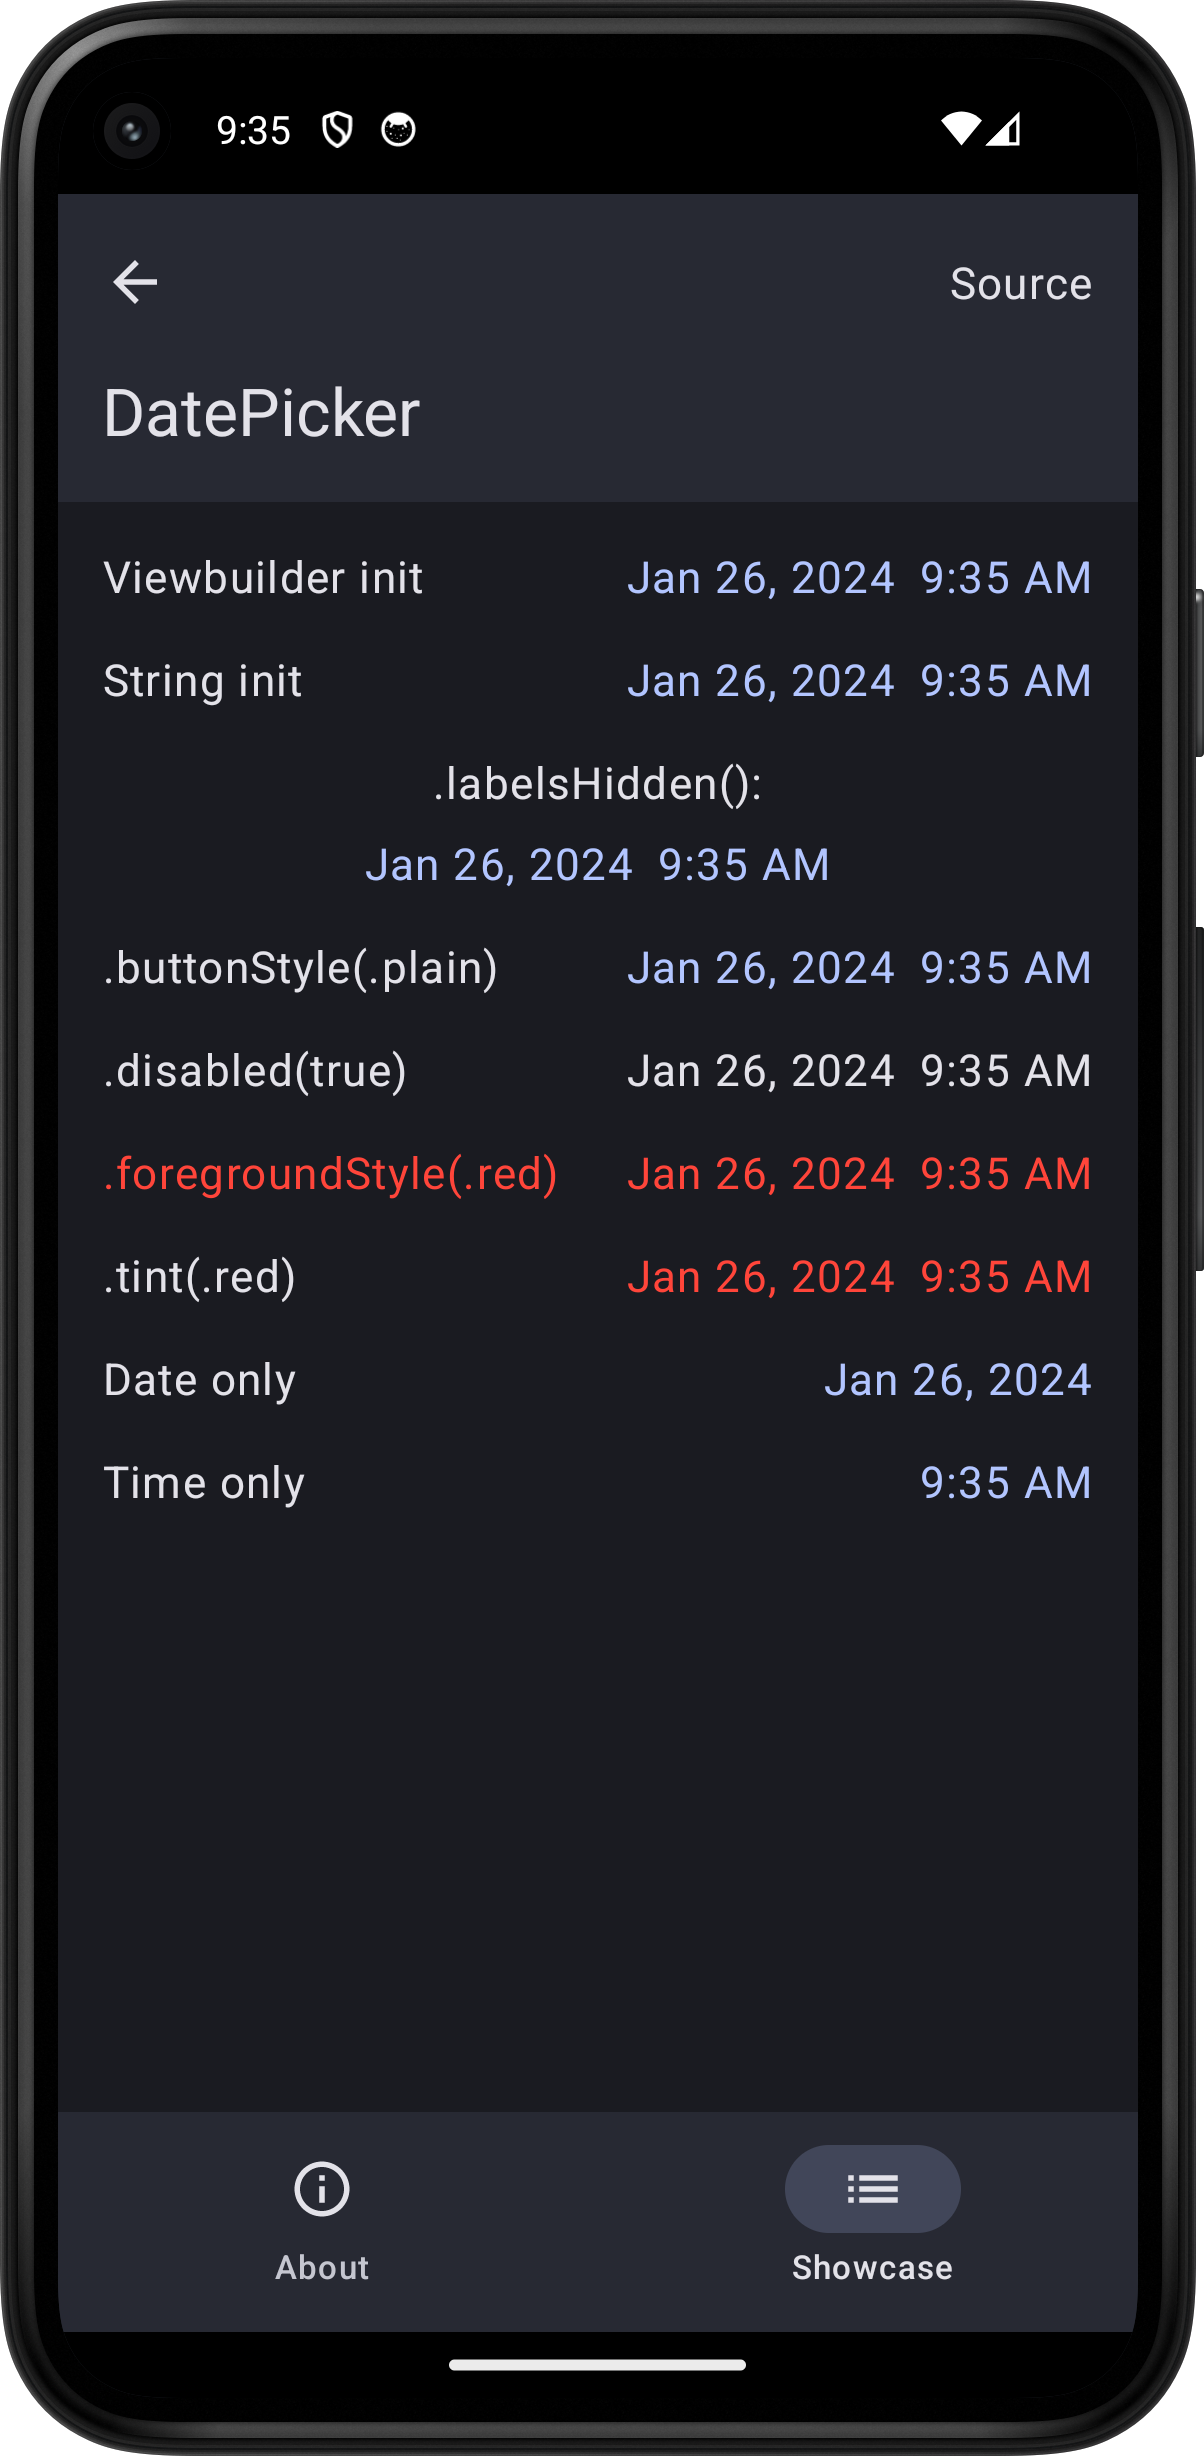 9:35
Source
DatePicker
Viewbuilder init Jan 26, 2024 9:35 AM
String init Jan 26, 2024 9:35 AM
.labelsHidden():
Jan 26, 2024 9:35 AM
.buttonStyle(.plain) Jan 26, 2024 9:35 AM
.disabled(true) Jan 26, 2024 9:35 AM
.foregroundStyle(.red) Jan 26, 2024 9:35 AM
.tint(.red) Jan 26, 2024 9:35 AM
Date only Jan 26, 2024
Time only 9:35 AM
About Showcase